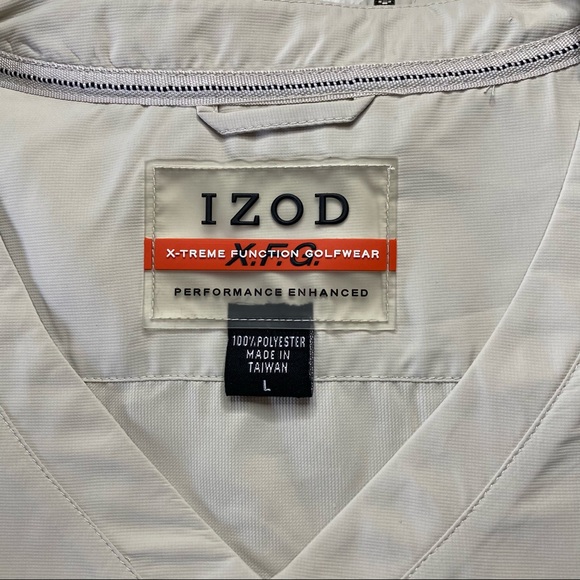 IZOD
X.F.G.
X-TREME FUNCTION GOLFWEAR
PERFORMANCE ENHANCED
100% POLYESTER
MADE IN
TAIWAN
L